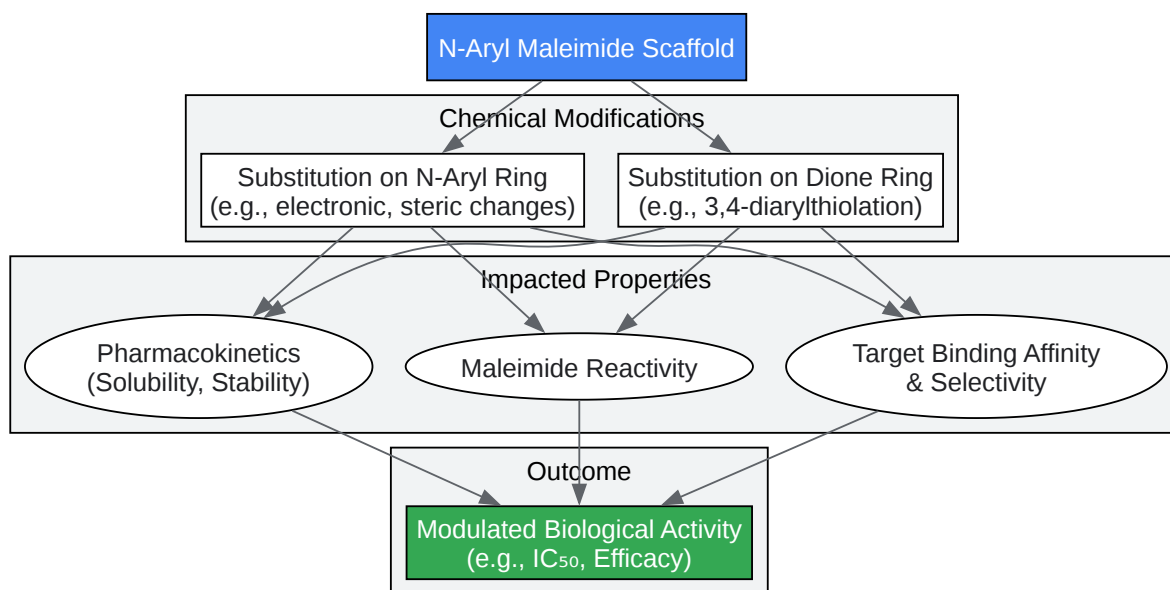 N-Aryl Maleimide Scaffold
Chemical Modifications
Substitution on N-Aryl Ring
(e.g., electronic, steric changes)
Substitution on Dione Ring
(e.g., 3,4-diarylthiolation)
Impacted Properties
Pharmacokinetics
(Solubility, Stability)
Maleimide Reactivity
Target Binding Affinity
& Selectivity
Outcome
Modulated Biological Activity
(e.g., IC₅₀, Efficacy)